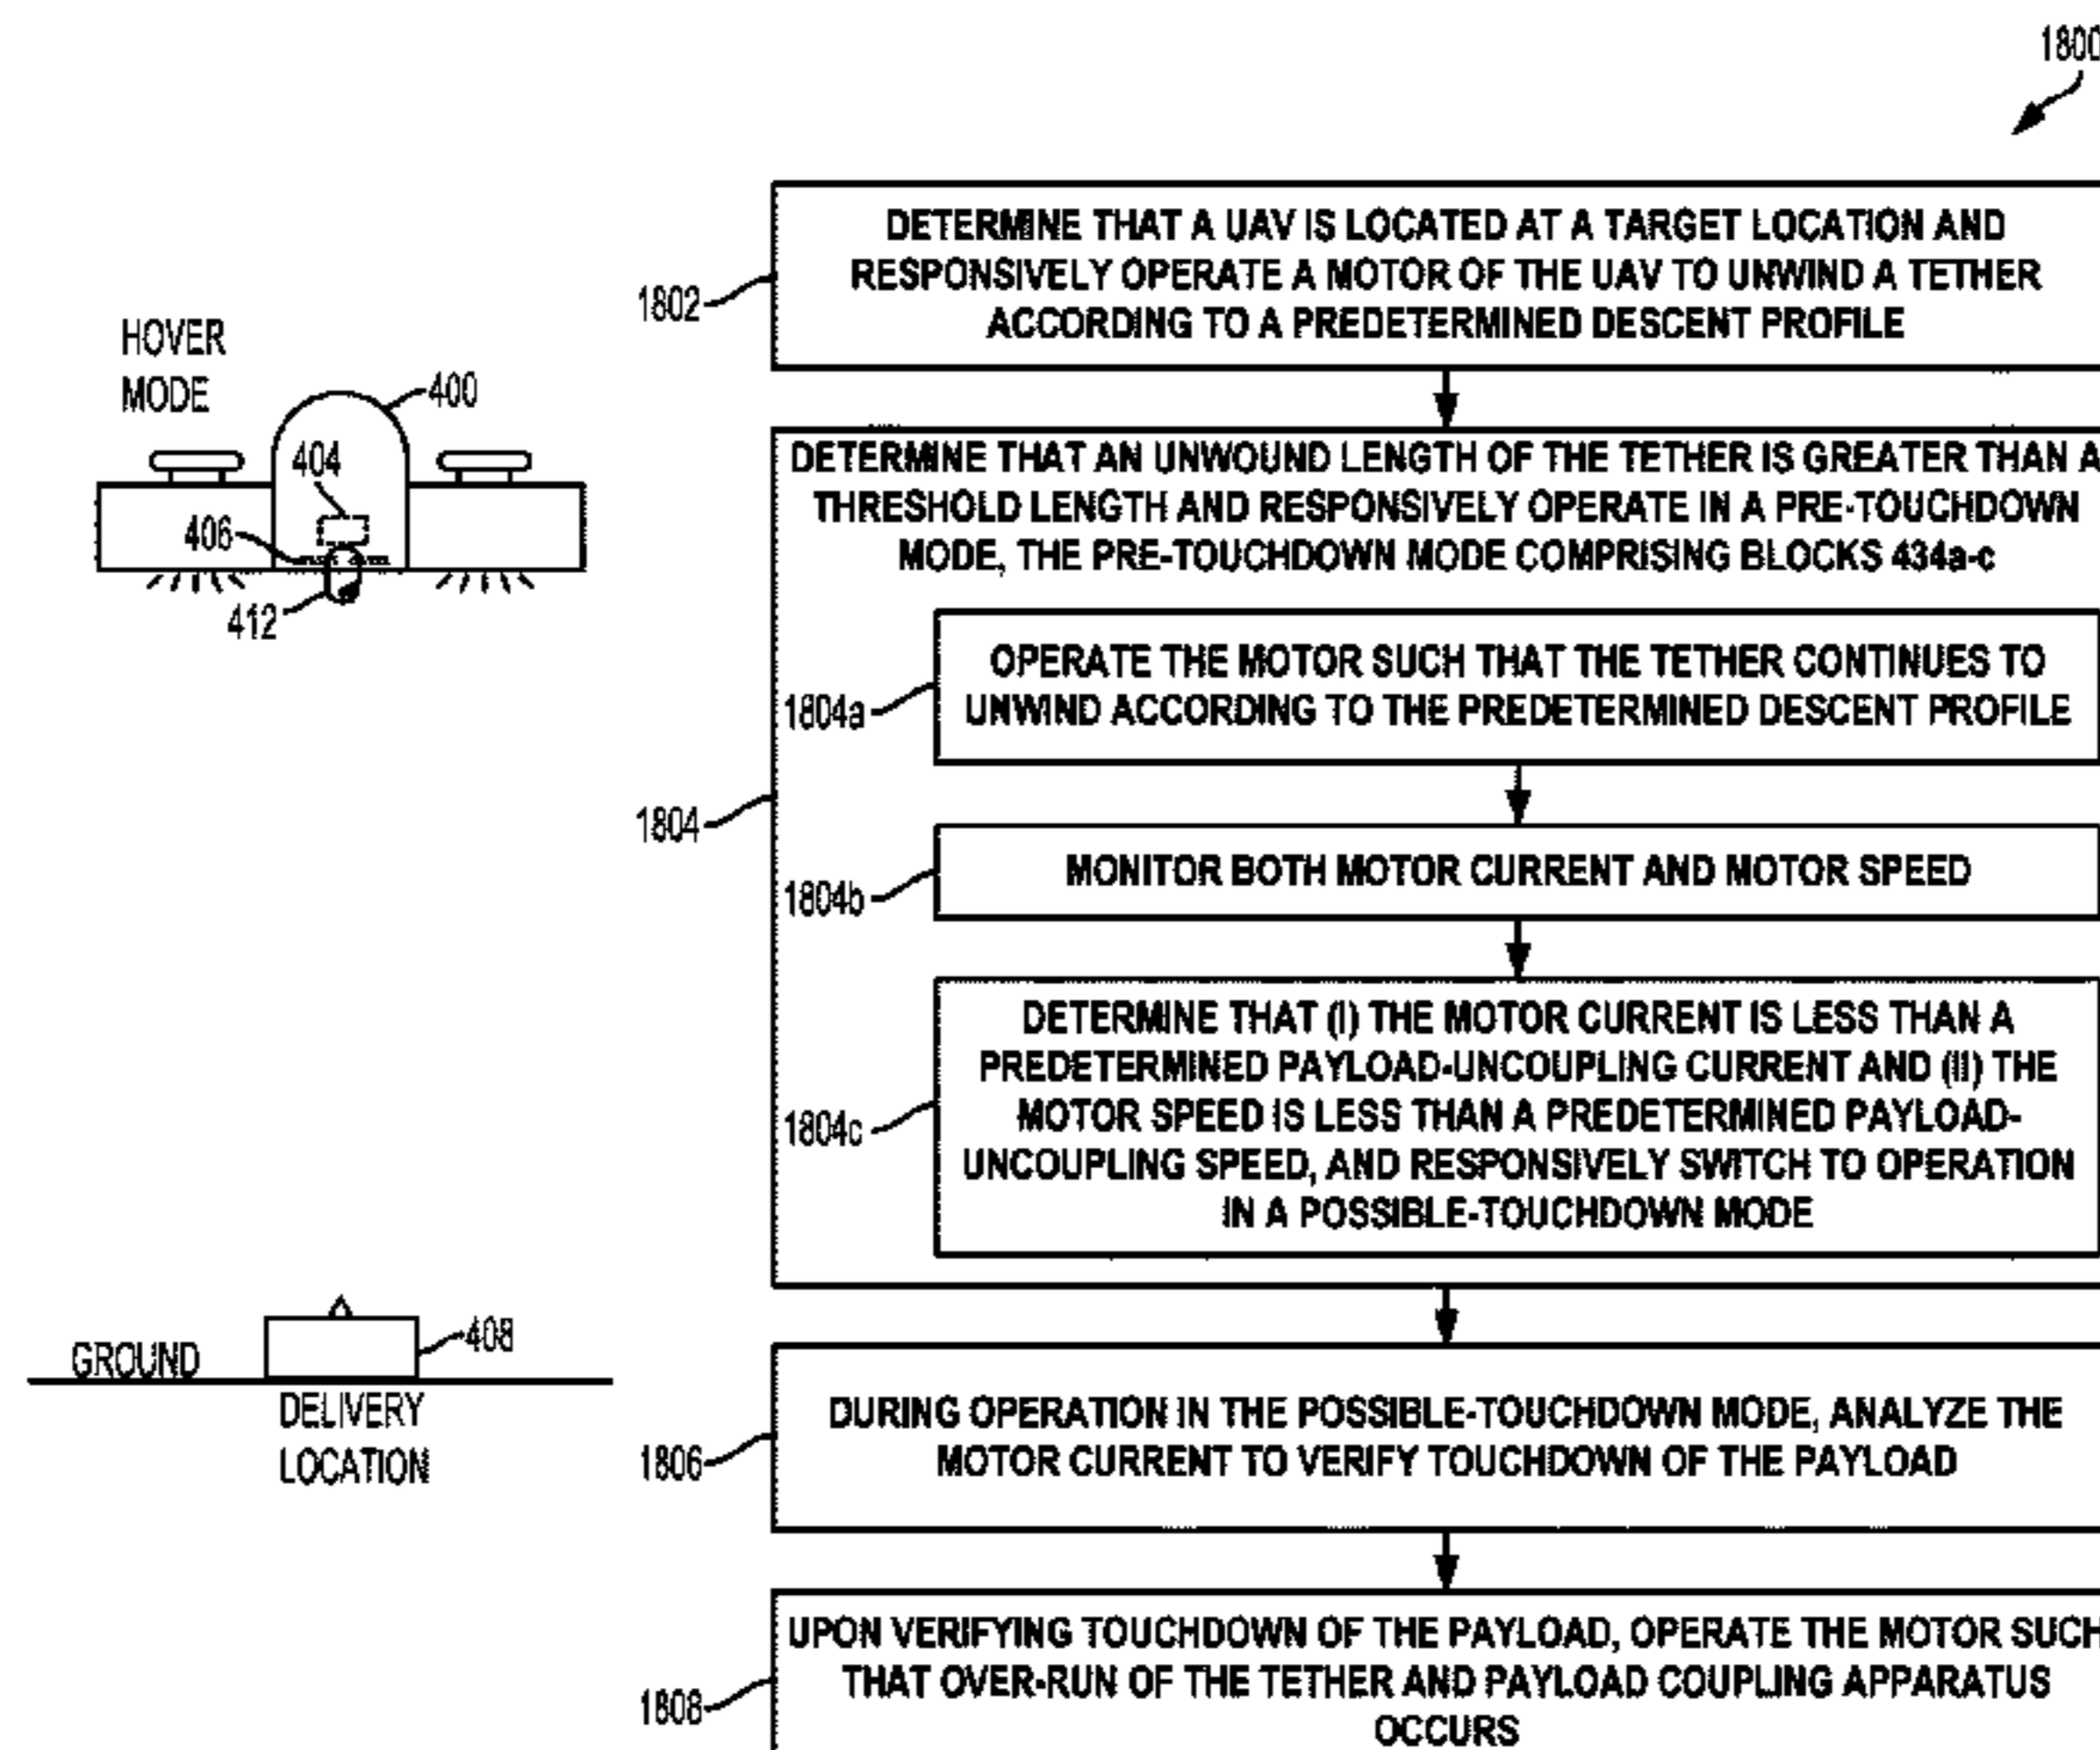 1800
DETERMINE THAT A UAV IS LOCATED AT A TARGET LOCATION AND
RESPONSIVELY OPERATE A MOTOR OF THE UAV TO UNWIND A TETHER
ACCORDING TO A PREDETERMINED DESCENT PROFILE
1802
HOVER
MODE
400
404
406
412
DETERMINE THAT AN UNWOUND LENGTH OF THE TETHER IS GREATER THAN A
THRESHOLD LENGTH AND RESPONSIVELY OPERATE IN A PRE-TOUCHDOWN
MODE, THE PRE-TOUCHDOWN MODE COMPRISING BLOCKS 434a-c
OPERATE THE MOTOR SUCH THAT THE TETHER CONTINUES TO
UNWIND ACCORDING TO THE PREDETERMINED DESCENT PROFILE
1804a
1804
MONITOR BOTH MOTOR CURRENT AND MOTOR SPEED
1804b
DETERMINE THAT (I) THE MOTOR CURRENT IS LESS THAN A
PREDETERMINED PAYLOAD-UNCOUPLING CURRENT AND (II) THE
MOTOR SPEED IS LESS THAN A PREDETERMINED PAYLOAD-
UNCOUPLING SPEED, AND RESPONSIVELY SWITCH TO OPERATION
IN A POSSIBLE-TOUCHDOWN MODE
1804c
408
GROUND
DELIVERY
LOCATION
DURING OPERATION IN THE POSSIBLE-TOUCHDOWN MODE, ANALYZE THE
MOTOR CURRENT TO VERIFY TOUCHDOWN OF THE PAYLOAD
1806
UPON VERIFYING TOUCHDOWN OF THE PAYLOAD, OPERATE THE MOTOR SUCH
THAT OVER-RUN OF THE TETHER AND PAYLOAD COUPLING APPARATUS
OCCURS
1808